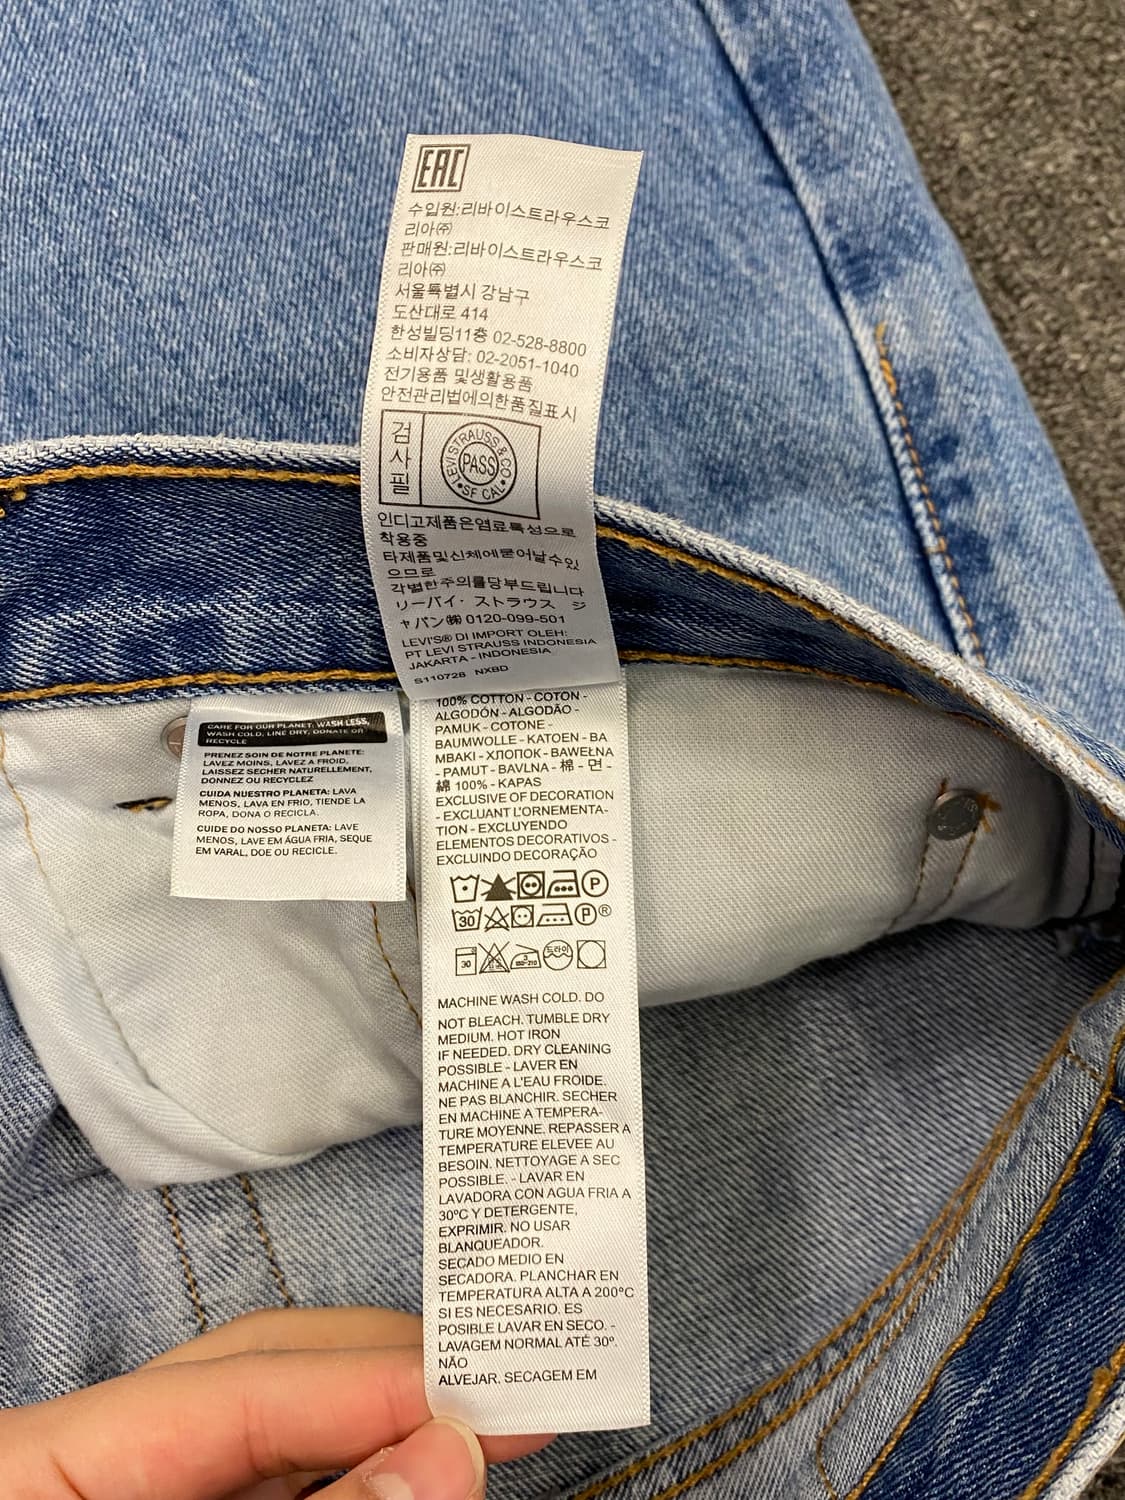 EAC
수입원:리바이스트라우스코
리아㈜
판매원:리바이스트라우스코
리아㈜
서울특별시 강남구
도산대로 414
한성빌딩11층 02-528-8800
소비자상담: 02-2051-1040
전기용품 및생활용품
안전관리법에의한품질표시
검
사
필
LEVI STRAUSS & CO
PASS
SF CAL
인디고제품은염료특성으로
착용중
타제품및신체에묻어날수있
으므로
각별한주의를당부드립니다
リーバイ· ストラウス ジ
ャパン㈱ 0120-099-501
LEVI'S® DI IMPORT OLEH:
PT LEVI STRAUSS INDONESIA
JAKARTA - INDONESIA
S110728 NXBD
CARE FOR OUR PLANET: WASH LESS,
WASH COLD, LINE DRY, DONATE OR
RECYCLE
PRENEZ SOIN DE NOTRE PLANETE:
LAVEZ MOINS, LAVEZ A FROID,
LAISSEZ SECHER NATURELLEMENT,
DONNEZ OU RECYCLEZ
CUIDA NUESTRO PLANETA: LAVA
MENOS, LAVA EN FRIO, TIENDE LA
ROPA, DONA O RECICLA.
CUIDE DO NOSSO PLANETA: LAVE
MENOS, LAVE EM ÁGUA FRIA, SEQUE
EM VARAL, DOE OU RECICLE.
100% COTTON - COTON -
ALGODÓN - ALGODÃO -
PAMUK - COTONE -
BAUMWOLLE - KATOEN - BA
MBAKI - ХЛОПОК - BAWEŁNA
- PAMUT - BAVLNA - 棉 - 면 -
綿 100% - KAPAS
EXCLUSIVE OF DECORATION
- EXCLUANT L'ORNEMENTA-
TION - EXCLUYENDO
ELEMENTOS DECORATIVOS -
EXCLUINDO DECORAÇÃO
P
30 P ®
30 드라이
MACHINE WASH COLD. DO
NOT BLEACH. TUMBLE DRY
MEDIUM. HOT IRON
IF NEEDED. DRY CLEANING
POSSIBLE - LAVER EN
MACHINE A L'EAU FROIDE.
NE PAS BLANCHIR. SECHER
EN MACHINE A TEMPERA-
TURE MOYENNE. REPASSER A
TEMPERATURE ELEVEE AU
BESOIN. NETTOYAGE A SEC
POSSIBLE. - LAVAR EN
LAVADORA CON AGUA FRIA A
30ºC Y DETERGENTE,
EXPRIMIR. NO USAR
BLANQUEADOR.
SECADO MEDIO EN
SECADORA. PLANCHAR EN
TEMPERATURA ALTA A 200ºC
SI ES NECESARIO. ES
POSIBLE LAVAR EN SECO. -
LAVAGEM NORMAL ATÉ 30º.
NÃO
ALVEJAR. SECAGEM EM